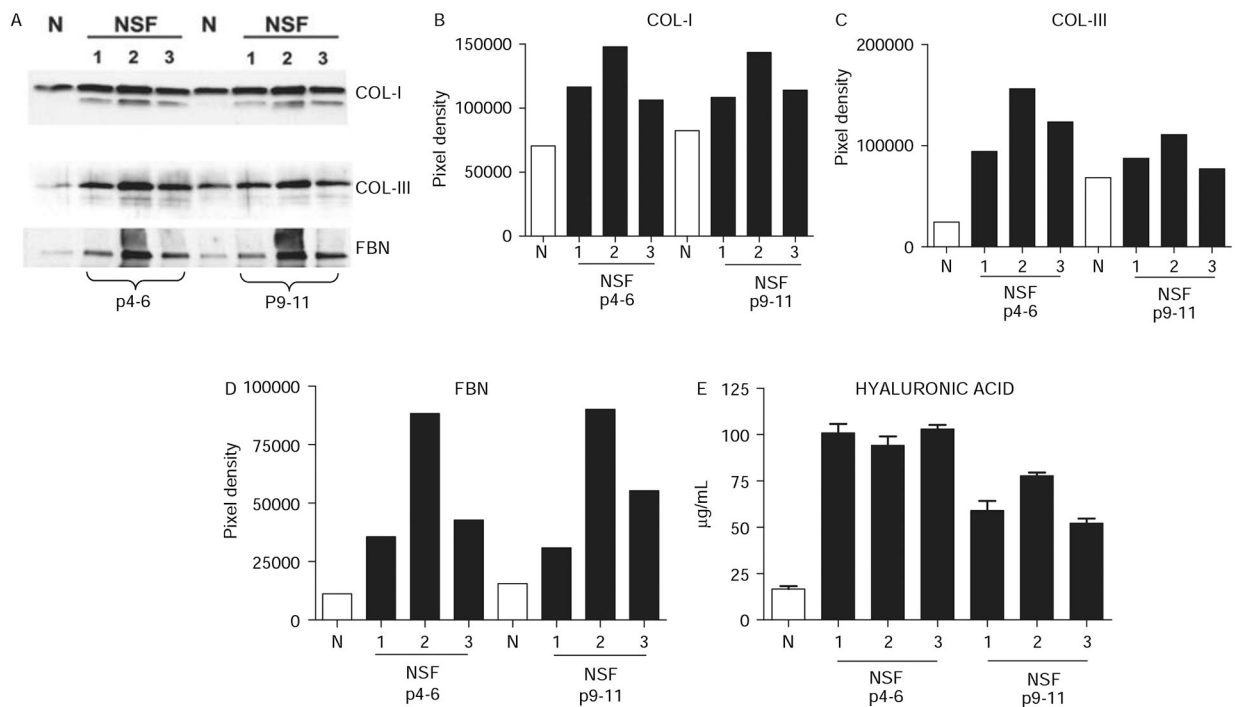 A
N NSF N NSF
1 2 3 1 2 3
COL-I
COL-III
FBN
p4-6 P9-11
B COL-I
Pixel density
150000
100000
50000
0
N 1 2 3 N 1 2 3
NSF NSF
p4-6 p9-11
C COL-III
Pixel density
200000
100000
0
N 1 2 3 N 1 2 3
NSF NSF
p4-6 p9-11
D FBN
Pixel density
100000
75000
50000
25000
0
N 1 2 3 N 1 2 3
NSF NSF
p4-6 p9-11
E HYALURONIC ACID
µg/mL
125
100
75
50
25
0
N 1 2 3 1 2 3
NSF NSF
p4-6 p9-11